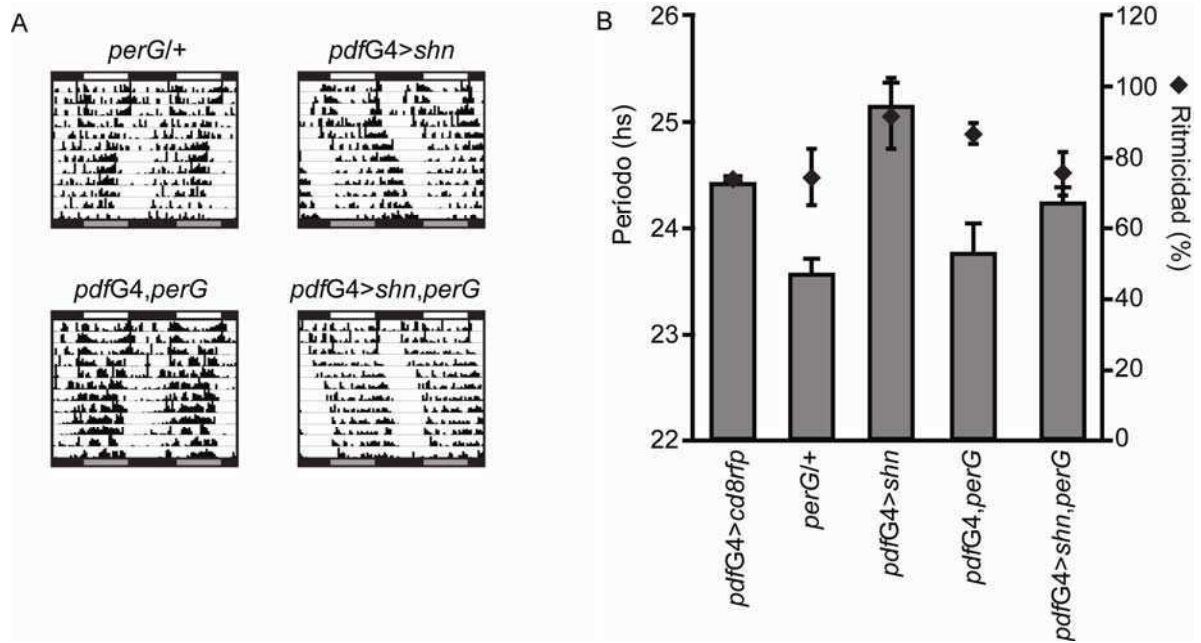 A
perG/+
pdfG4>shn
pdfG4,perG
pdfG4>shn,perG
B
Período (hs)
26
25
24
23
22
120
100
80
60
40
20
0
Ritmicidad (%)
pdfG4>cd8rfp
perG/+
pdfG4>shn
pdfG4,perG
pdfG4>shn,perG